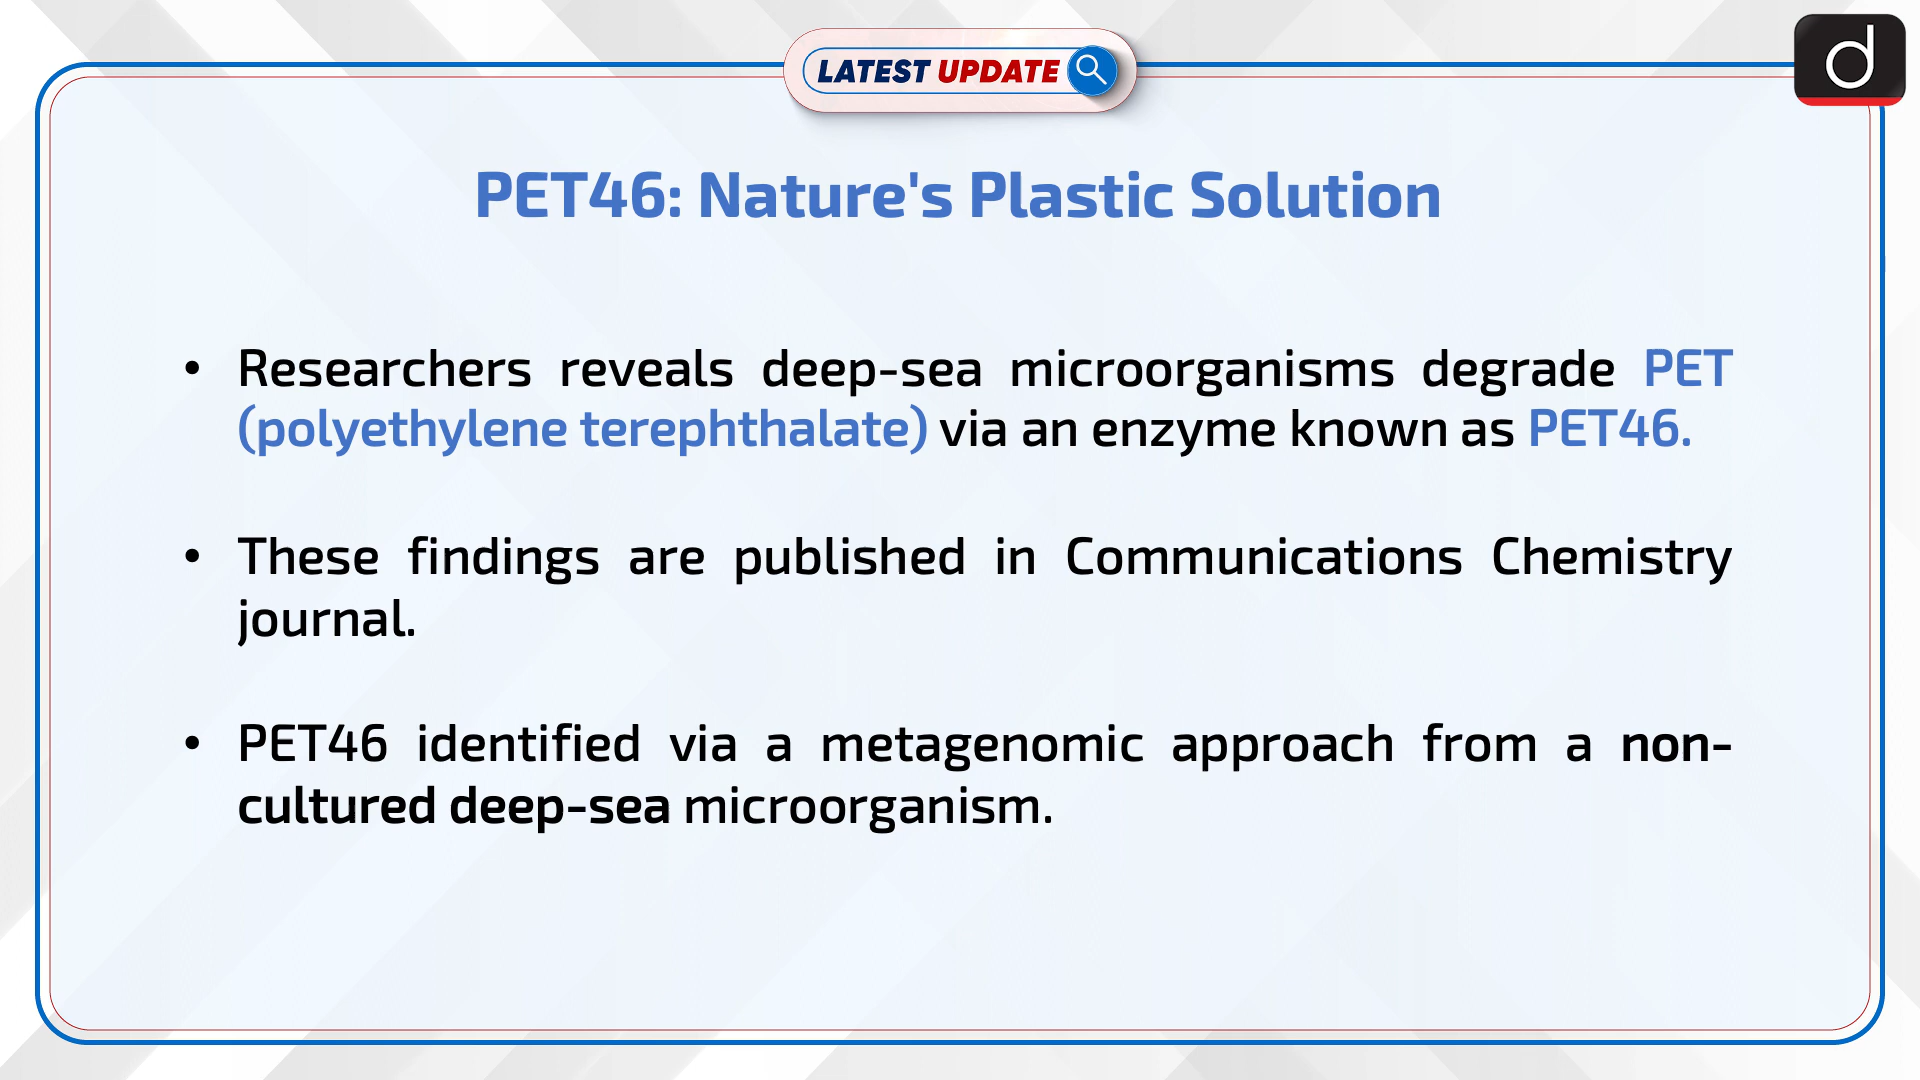 LATEST UPDATE
d
PET46: Nature's Plastic Solution
• Researchers reveals deep-sea microorganisms degrade PET
(polyethylene terephthalate) via an enzyme known as PET46.
• These findings are published in Communications Chemistry
journal.
• PET46 identified via a metagenomic approach from a non-
cultured deep-sea microorganism.